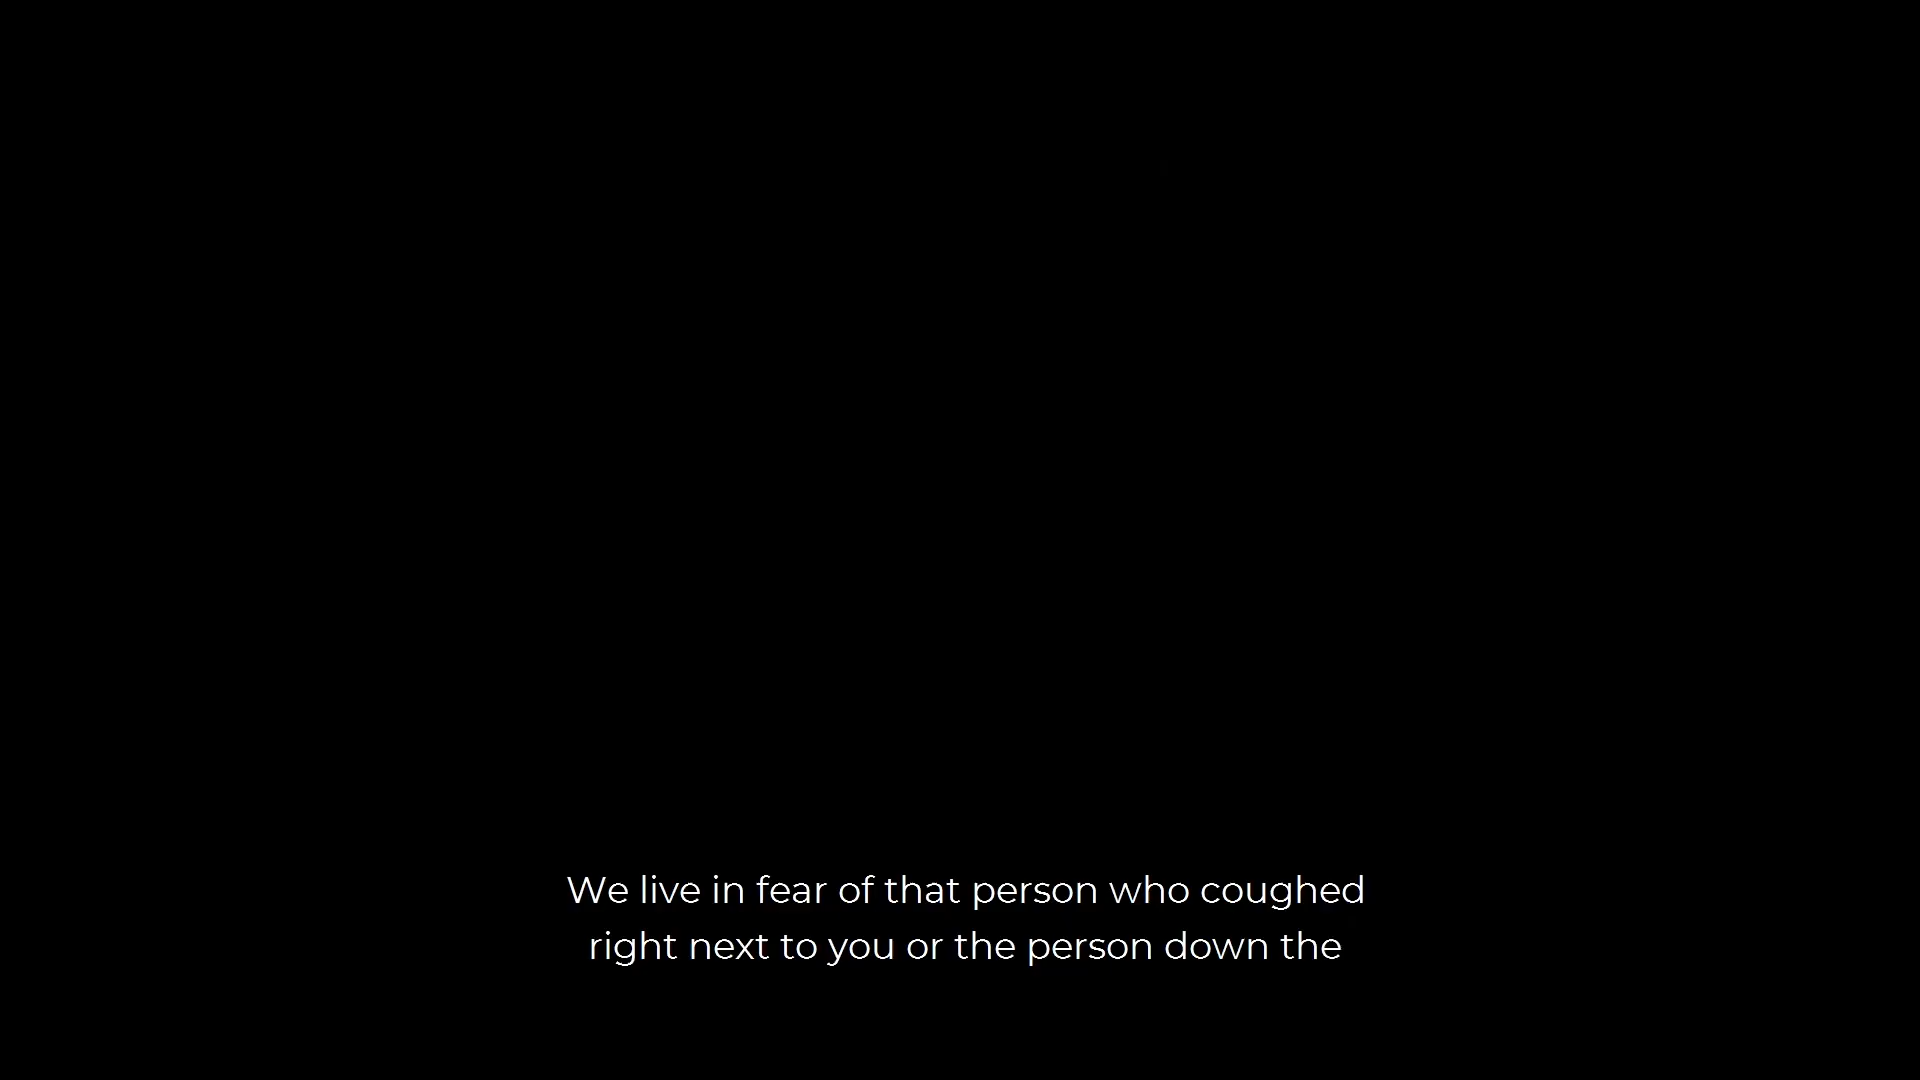 We live in fear of that person who coughed
right next to you or the person down the